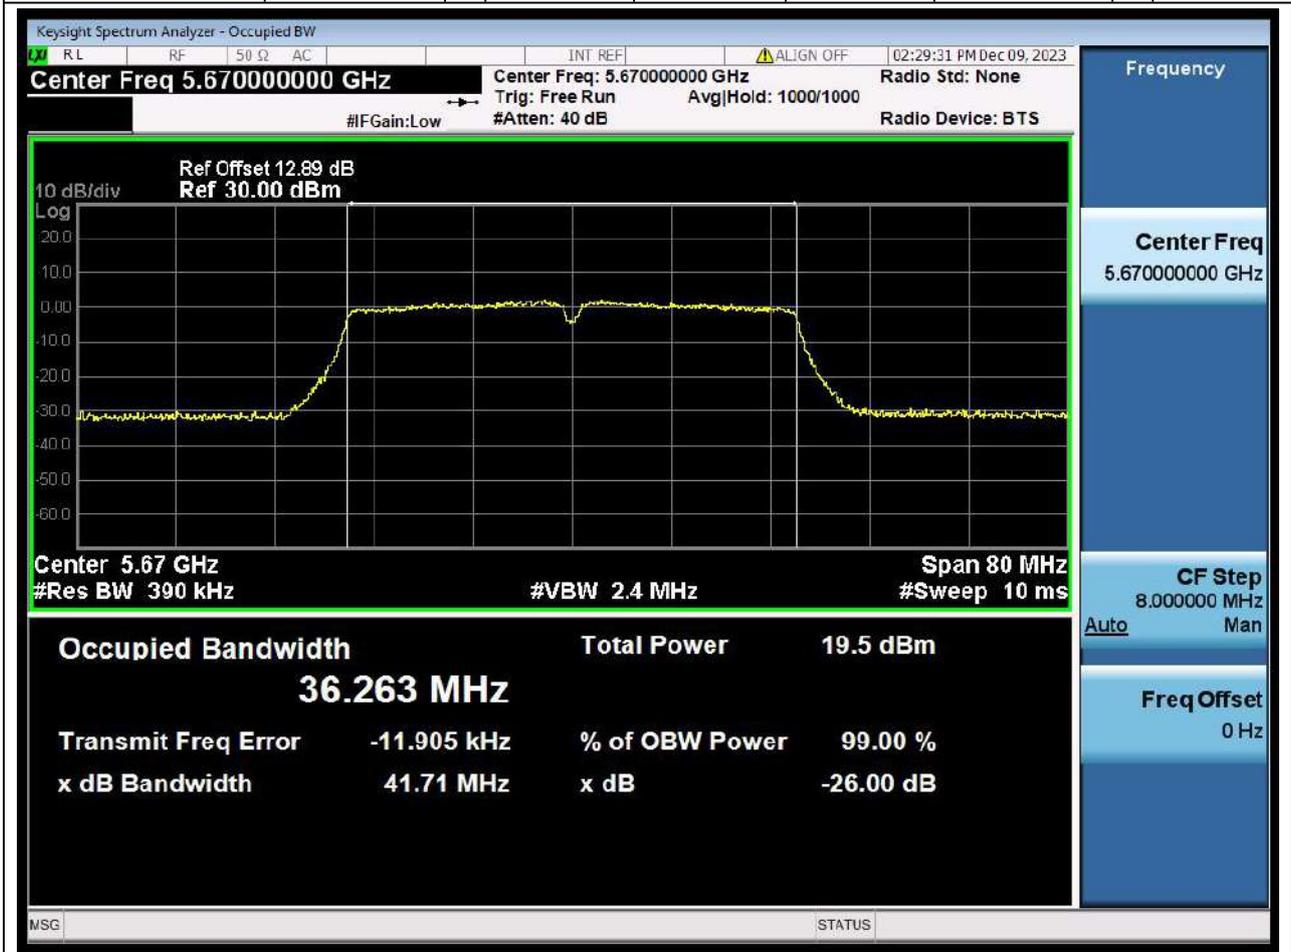 Keysight Spectrum Analyzer - Occupied BW
LXI RL RF 50 Ω AC INT REF ALIGN OFF 02:29:31 PM Dec 09, 2023
Center Freq 5.670000000 GHz
Center Freq: 5.670000000 GHz Radio Std: None
Trig: Free Run Avg|Hold: 1000/1000
#IFGain:Low #Atten: 40 dB Radio Device: BTS
Ref Offset 12.89 dB
10 dB/div Ref 30.00 dBm
Log
20.0
10.0
0.00
-10.0
-20.0
-30.0
-40.0
-50.0
-60.0
Center 5.67 GHz Span 80 MHz
#Res BW 390 kHz #VBW 2.4 MHz #Sweep 10 ms
Occupied Bandwidth Total Power 19.5 dBm
36.263 MHz
Transmit Freq Error -11.905 kHz % of OBW Power 99.00 %
x dB Bandwidth 41.71 MHz x dB -26.00 dB
MSG STATUS
Frequency
Center Freq
5.670000000 GHz
CF Step
8.000000 MHz
Auto Man
Freq Offset
0 Hz